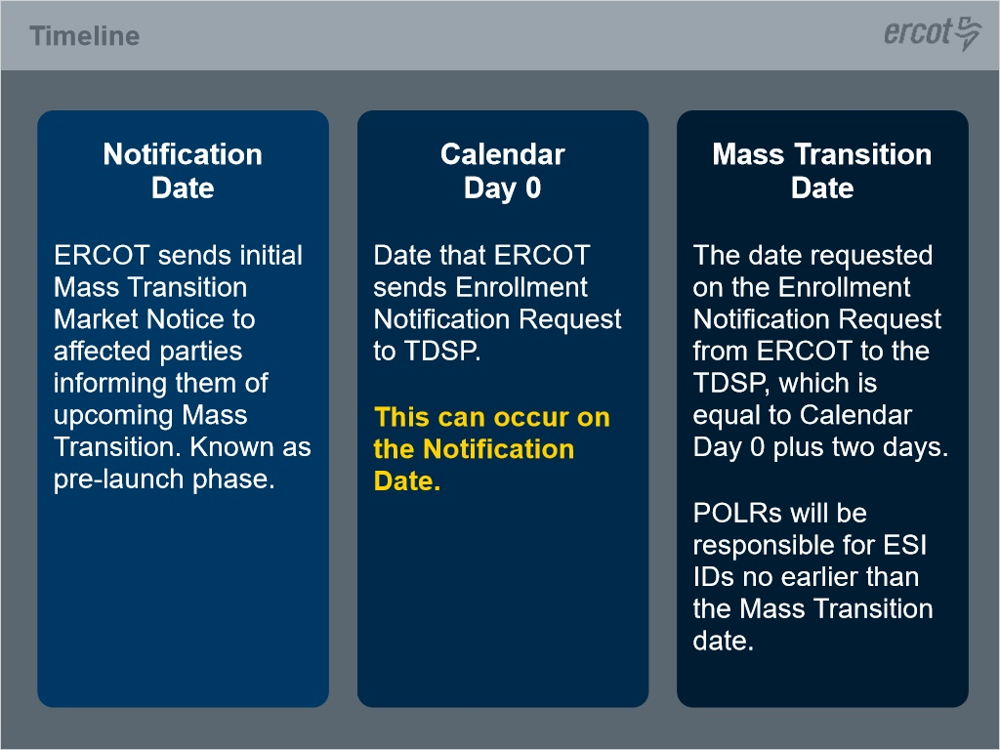 Timeline
ercot
Notification
Date
ERCOT sends initial
Mass Transition
Market Notice to
affected parties
informing them of
upcoming Mass
Transition. Known as
pre-launch phase.
Calendar
Day 0
Date that ERCOT
sends Enrollment
Notification Request
to TDSP.
This can occur on
the Notification
Date.
Mass Transition
Date
The date requested
on the Enrollment
Notification Request
from ERCOT to the
TDSP, which is
equal to Calendar
Day 0 plus two days.
POLRs will be
responsible for ESI
IDs no earlier than
the Mass Transition
date.